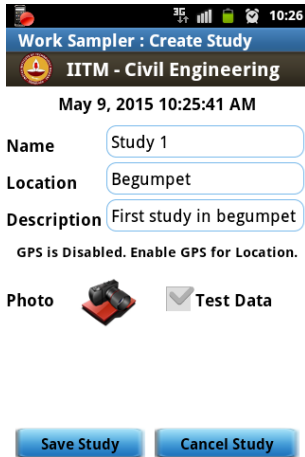 3G 10:26
Work Sampler : Create Study
IITM - Civil Engineering
May 9, 2015 10:25:41 AM
Name Study 1
Location Begumpet
Description First study in begumpet
GPS is Disabled. Enable GPS for Location.
Photo Test Data
Save Study Cancel Study